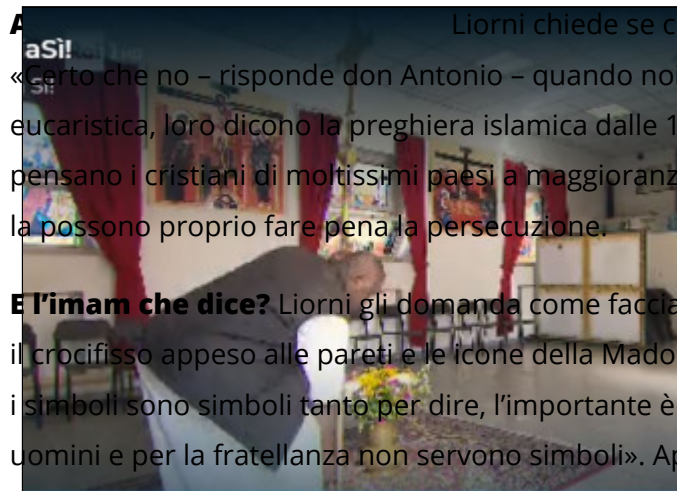 A Liorni chiede se c
aSì!
«Certo che no – risponde don Antonio – quando no
Sì!
eucaristica, loro dicono la preghiera islamica dalle 1
pensano i cristiani di moltissimi paesi a maggioranz
la possono proprio fare pena la persecuzione.
E l’imam che dice? Liorni gli domanda come faccia
il crocifisso appeso alle pareti e le icone della Mado
i simboli sono simboli tanto per dire, l’importante è
uomini e per la fratellanza non servono simboli». Ap